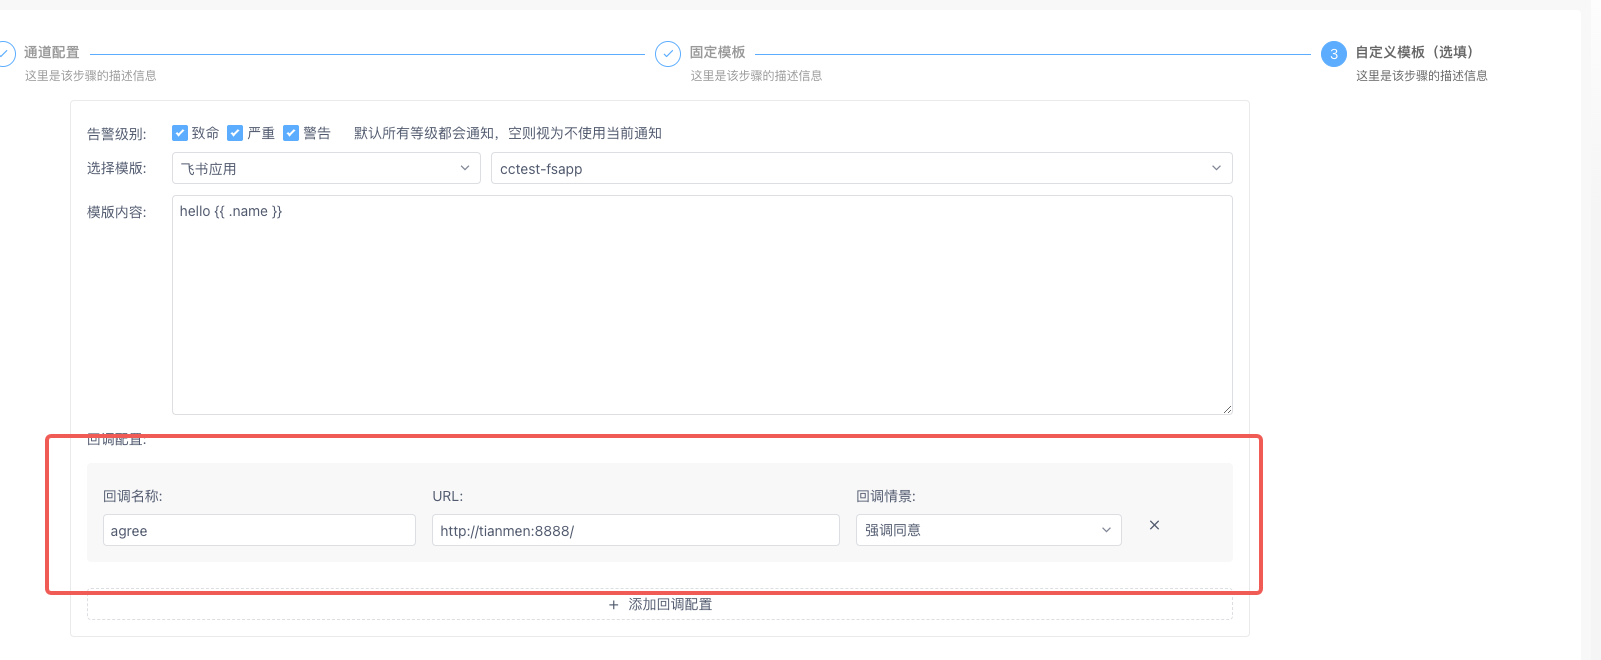 通道配置
这里是该步骤的描述信息
固定模板
这里是该步骤的描述信息
3
自定义模板（选填）
这里是该步骤的描述信息
告警级别: 致命 严重 警告 默认所有等级都会通知，空则视为不使用当前通知
选择模版: 飞书应用 cctest-fsapp
模版内容: hello {{ .name }}
回调配置:
回调名称: URL: 回调情景:
agree http://tianmen:8888/ 强调同意
+ 添加回调配置